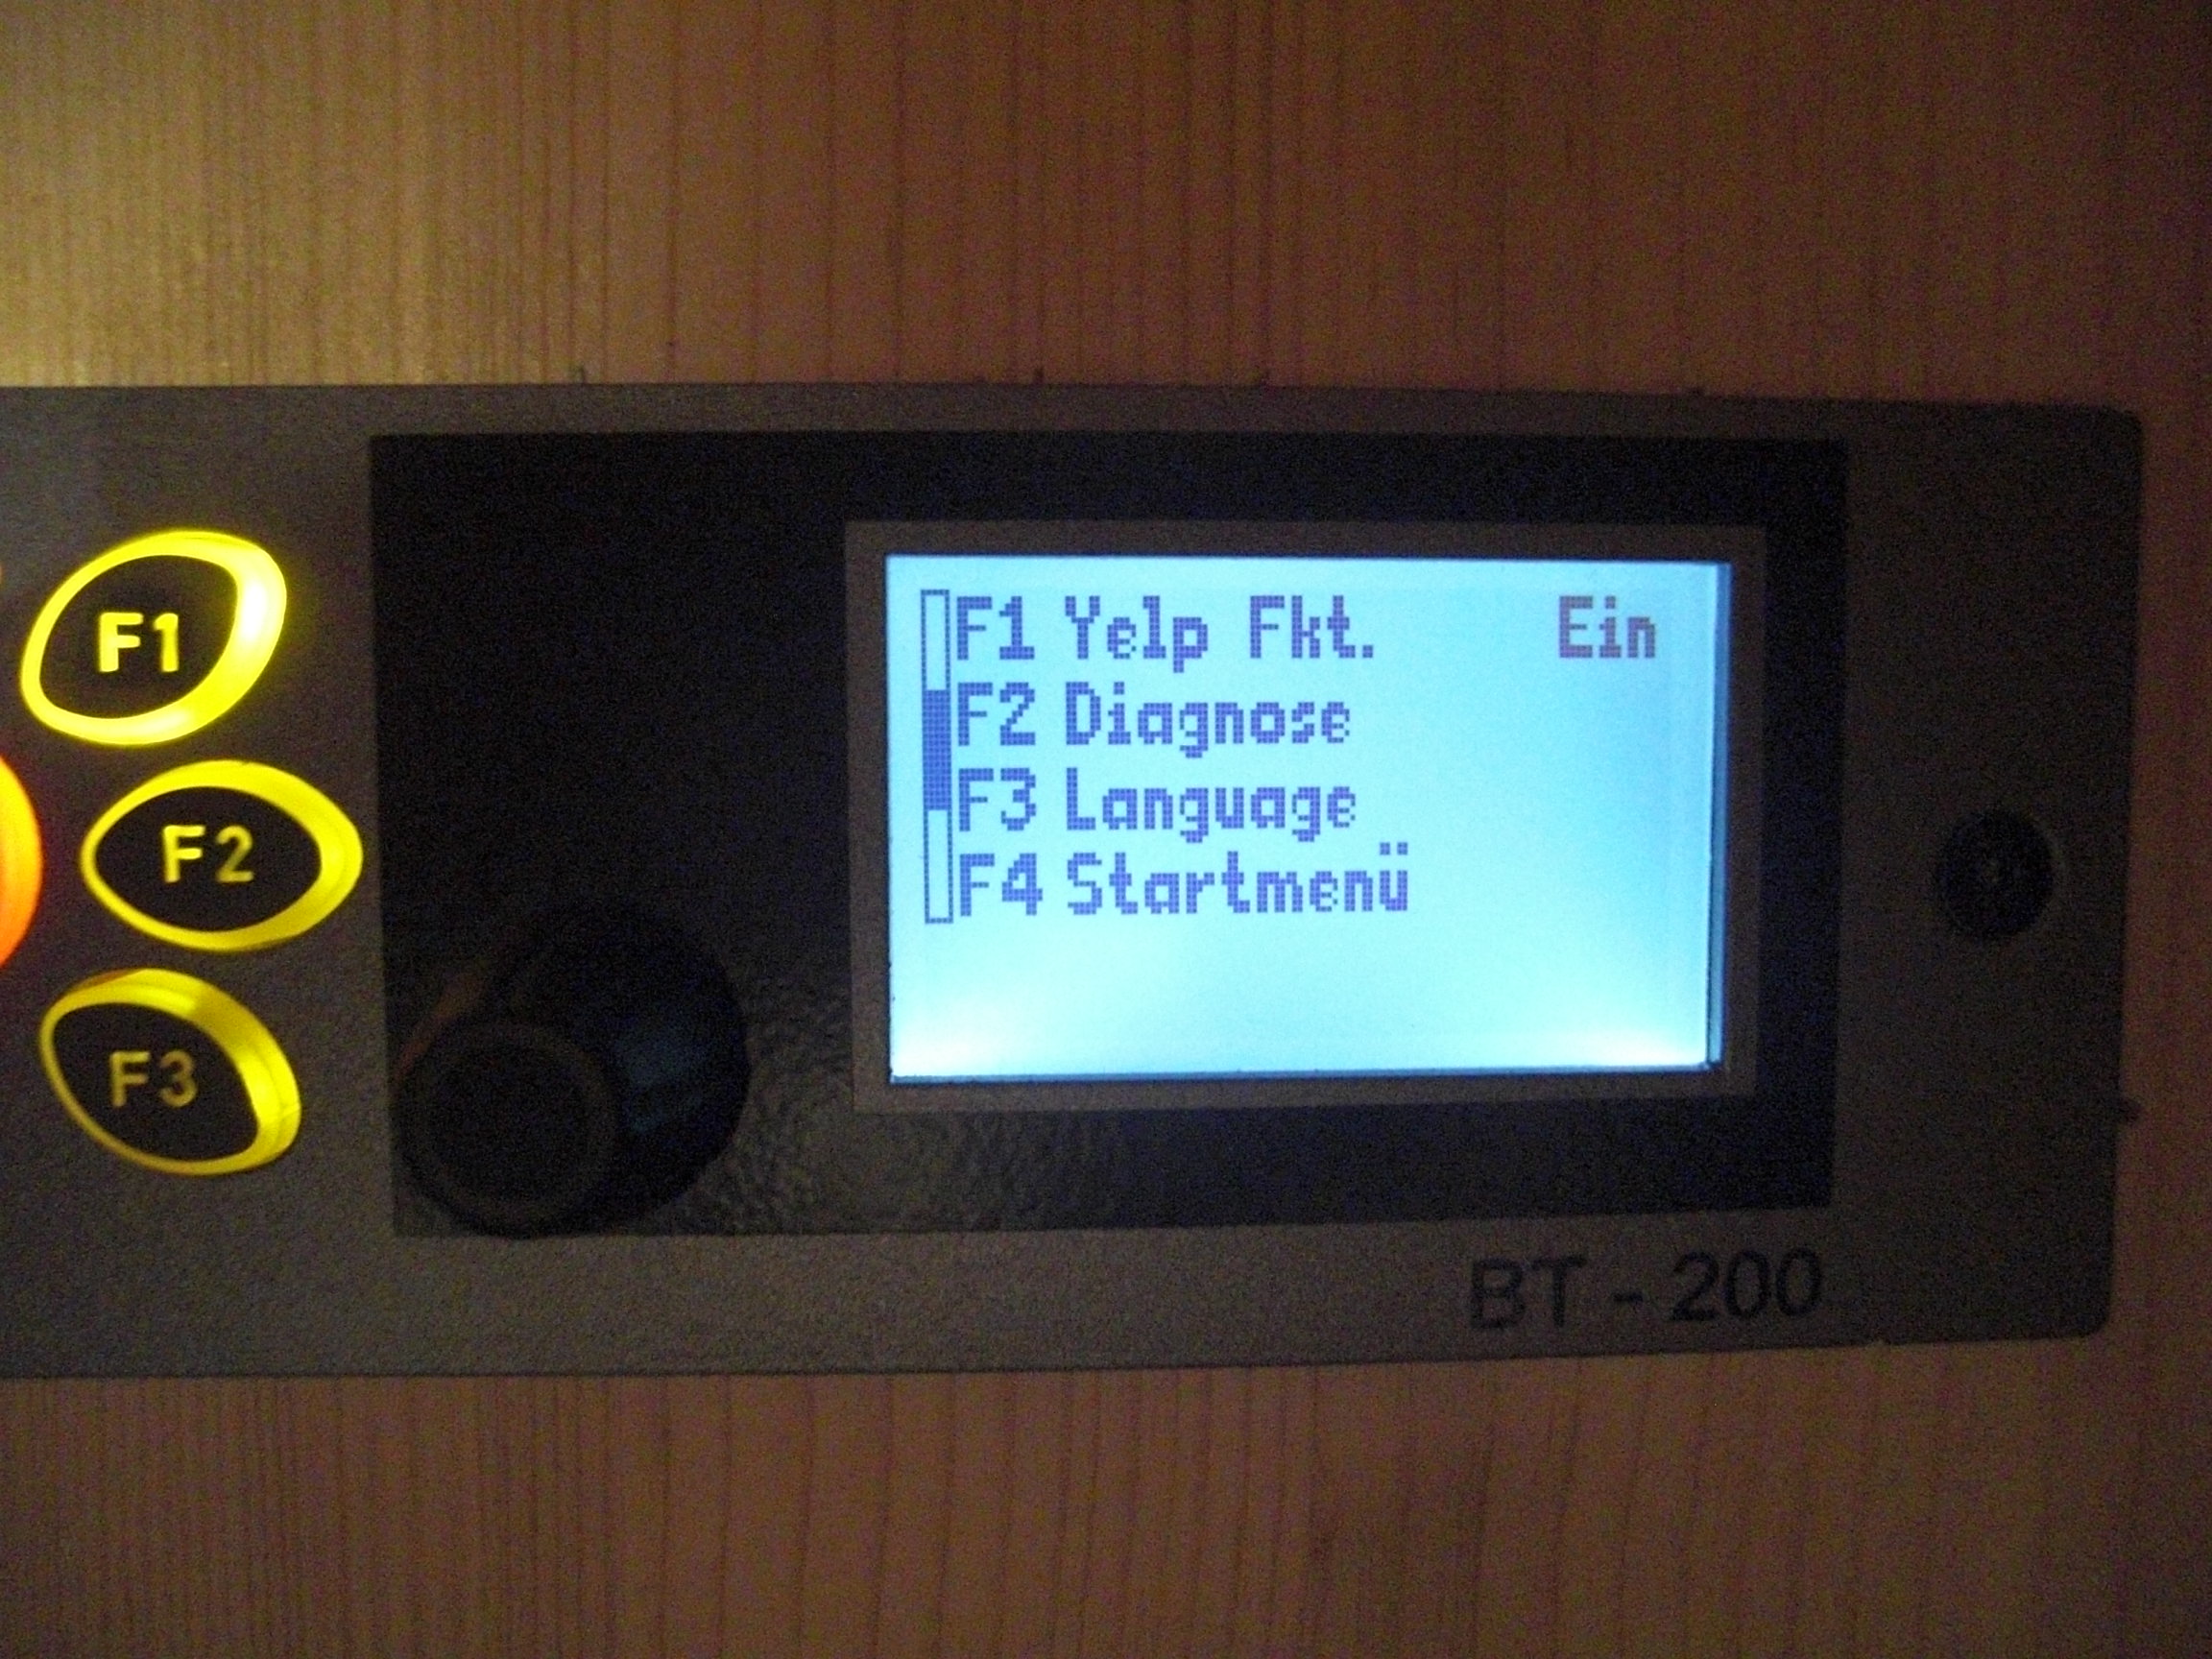 F1
F2
F3
F1 Yelp Fkt. Ein
F2 Diagnose
F3 Language
F4 Startmenü
BT - 200